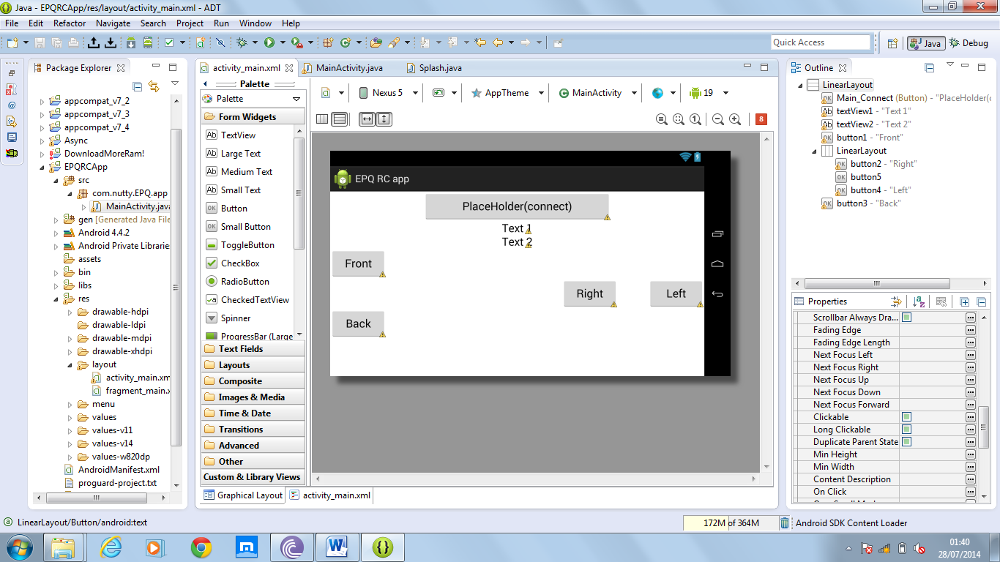 Java - EPQRCApp/res/layout/activity_main.xml - ADT
File Edit Refactor Navigate Search Project Run Window Help
Quick Access
Java
Debug
Package Explorer
appcompat_v7_2
appcompat_v7_3
appcompat_v7_4
Async
DownloadMoreRam!
EPQRCApp
src
com.nutty.EPQ.app
MainActivity.java
gen [Generated Java File
Android 4.4.2
Android Private Libraries
assets
bin
libs
res
drawable-hdpi
drawable-ldpi
drawable-mdpi
drawable-xhdpi
layout
activity_main.xm
fragment_main.x
menu
values
values-v11
values-v14
values-w820dp
AndroidManifest.xml
proguard-project.txt
activity_main.xml
MainActivity.java
Splash.java
Palette
Palette
Form Widgets
TextView
Large Text
Medium Text
Small Text
Button
Small Button
ToggleButton
CheckBox
RadioButton
CheckedTextView
Spinner
ProgressBar (Large
Text Fields
Layouts
Composite
Images & Media
Time & Date
Transitions
Advanced
Other
Custom & Library Views
Nexus 5
AppTheme
MainActivity
19
8
EPQ RC app
PlaceHolder(connect)
Text 1
Text 2
Front
Right
Left
Back
Graphical Layout
activity_main.xml
Outline
LinearLayout
Main_Connect (Button) - "PlaceHolder(c
textView1 - "Text 1"
textView2 - "Text 2"
button1 - "Front"
LinearLayout
button2 - "Right"
button5
button4 - "Left"
button3 - "Back"
Properties
Scrollbar Always Dra...
Fading Edge
Fading Edge Length
Next Focus Left
Next Focus Right
Next Focus Up
Next Focus Down
Next Focus Forward
Clickable
Long Clickable
Duplicate Parent State
Min Height
Min Width
Content Description
On Click
LinearLayout/Button/android:text
172M of 364M
Android SDK Content Loader
01:40
28/07/2014